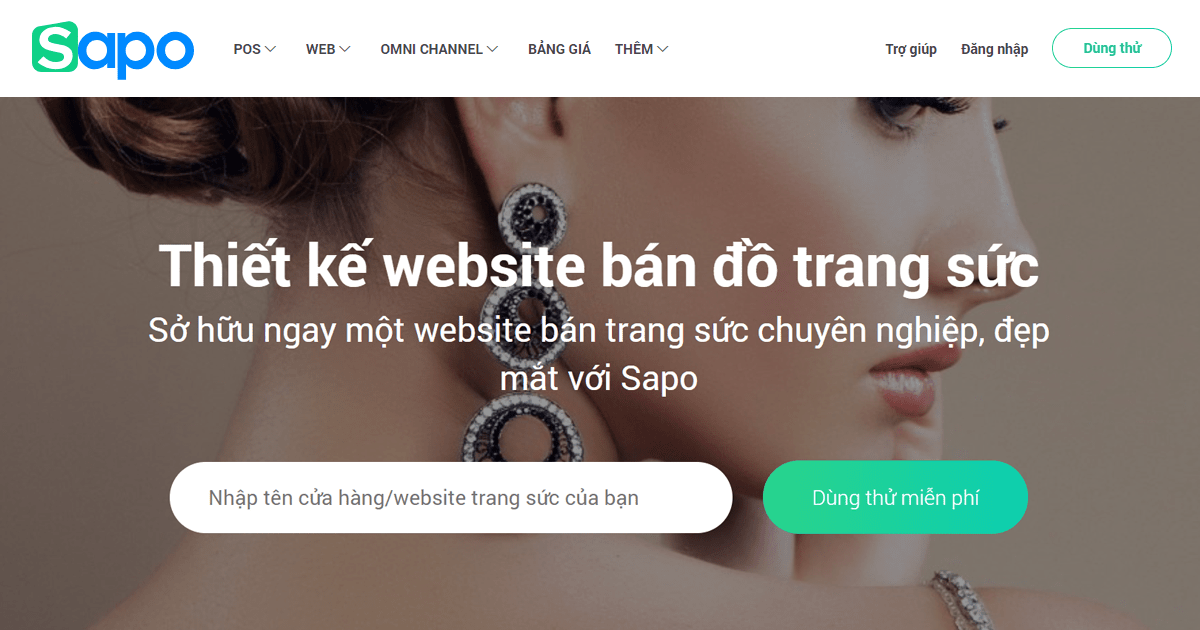 Sapo
POS
WEB
OMNI CHANNEL
BẢNG GIÁ
THÊM
Trợ giúp
Đăng nhập
Dùng thử
Thiết kế website bán đồ trang sức
Sở hữu ngay một website bán trang sức chuyên nghiệp, đẹp
mắt với Sapo
Nhập tên cửa hàng/website trang sức của bạn
Dùng thử miễn phí